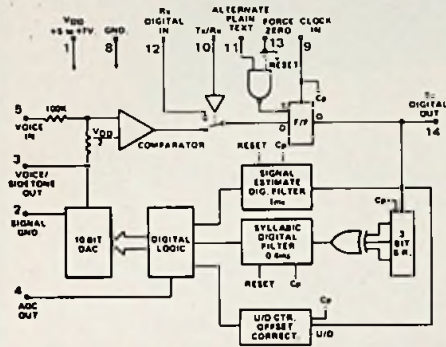 VDD
+5 to +7V
1
GND.
8
Rx
DIGITAL
IN
12
Tx/Rx
10
ALTERNATE
PLAIN
TEXT
11
FORCE
ZERO
13
CLOCK
IN
9
RESET
Cp
5
VOICE IN
100K
VDD
2
COMPARATOR
D
F/F
Q
DIGITAL
OUT
14
3
VOICE/
SIDETONE
OUT
2
SIGNAL
GND
10 BIT
DAC
DIGITAL
LOGIC
RESET
Cp
SIGNAL
ESTIMATE
DIG. FILTER
1ms
SYLLABIC
DIGITAL
FILTER
RESET
Cp
Cp
3
BIT
S.R.
4
AGC OUT
U/D CTR.
OFFSET
CORRECT.
Cp
U/D